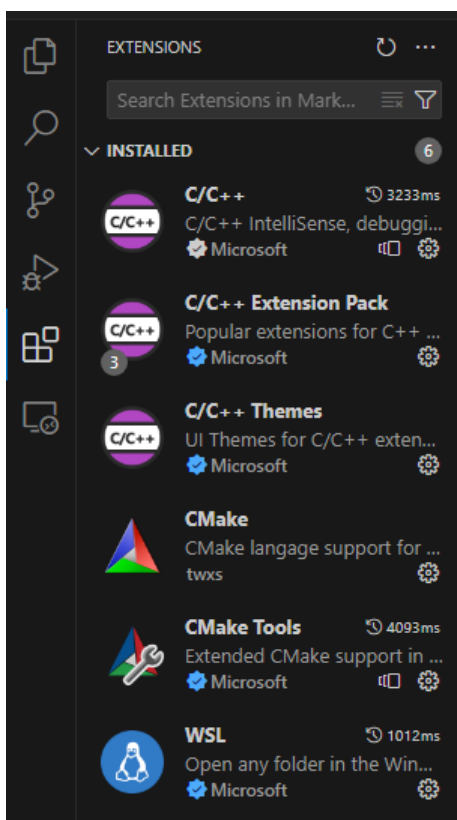 EXTENSIONS
Search Extensions in Mark...
INSTALLED
6
C/C++
3233ms
C/C++
C/C++ IntelliSense, debuggi...
Microsoft
C/C++ Extension Pack
C/C++
Popular extensions for C++ ...
3
Microsoft
C/C++ Themes
C/C++
UI Themes for C/C++ exten...
Microsoft
CMake
CMake langage support for ...
twxs
CMake Tools
4093ms
Extended CMake support in ...
Microsoft
WSL
1012ms
Open any folder in the Win...
Microsoft